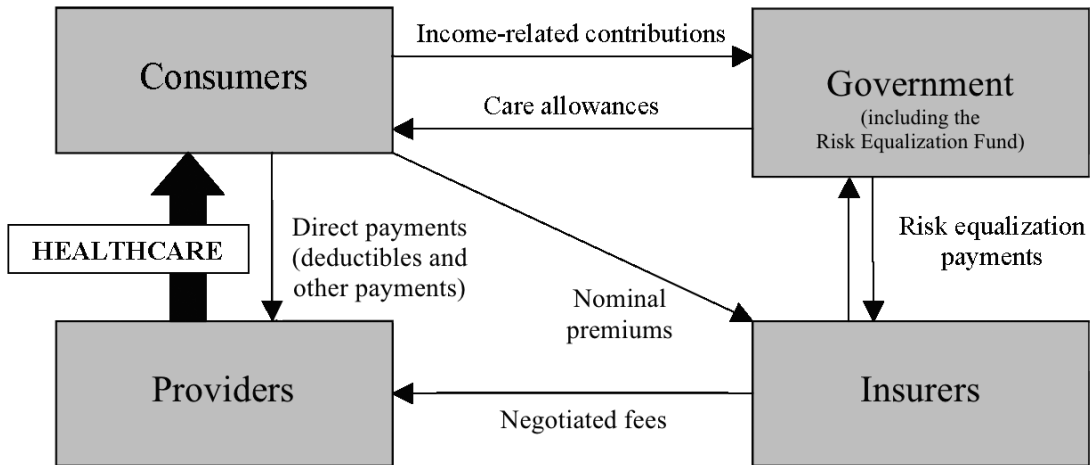 Income-related contributions
Consumers
Government
(including the
Risk Equalization Fund)
Care allowances
HEALTHCARE
Direct payments
(deductibles and
other payments)
Risk equalization
payments
Nominal
premiums
Providers
Insurers
Negotiated fees